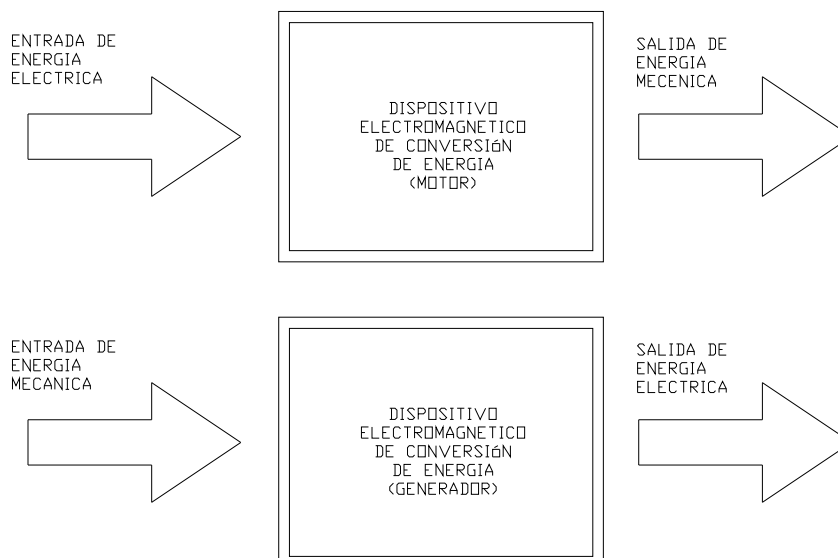 ENTRADA DE
ENERGIA
ELECTRICA
DISPOSITIVO
ELECTROMAGNETICO
DE CONVERSIóN
DE ENERGIA
(MOTOR)
SALIDA DE
ENERGIA
MECENICA
ENTRADA DE
ENERGIA
MECANICA
DISPOSITIVO
ELECTROMAGNETICO
DE CONVERSIóN
DE ENERGIA
(GENERADOR)
SALIDA DE
ENERGIA
ELECTRICA